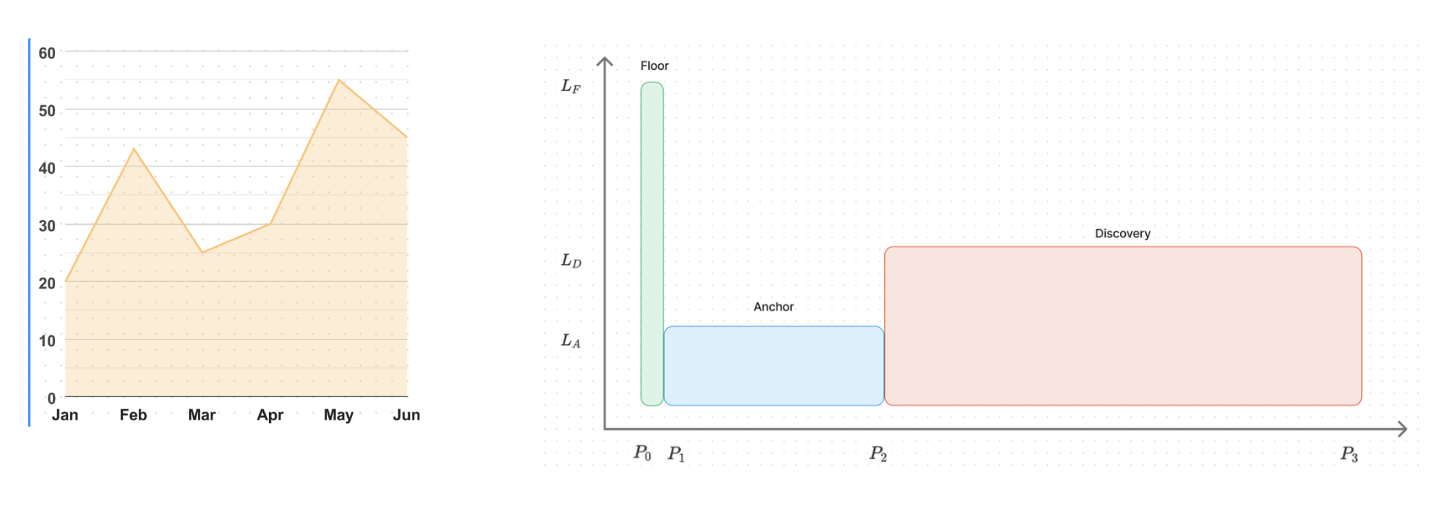 60
50
40
30
20
10
0
Jan Feb Mar Apr May Jun
Floor
L_F
Discovery
L_D
Anchor
L_A
P_0 P_1 P_2 P_3